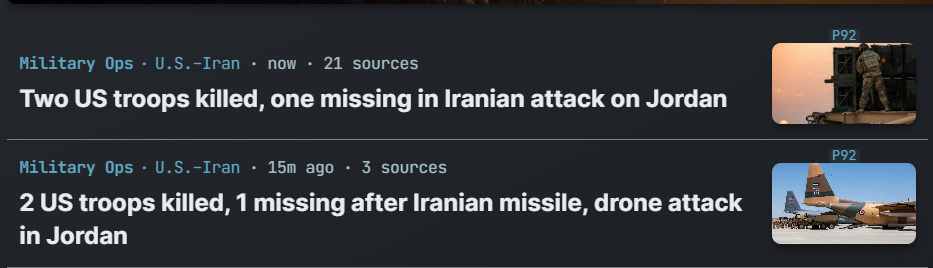 P92
Military Ops · U.S.–Iran · now · 21 sources
Two US troops killed, one missing in Iranian attack on Jordan
P92
Military Ops · U.S.–Iran · 15m ago · 3 sources
2 US troops killed, 1 missing after Iranian missile, drone attack
in Jordan